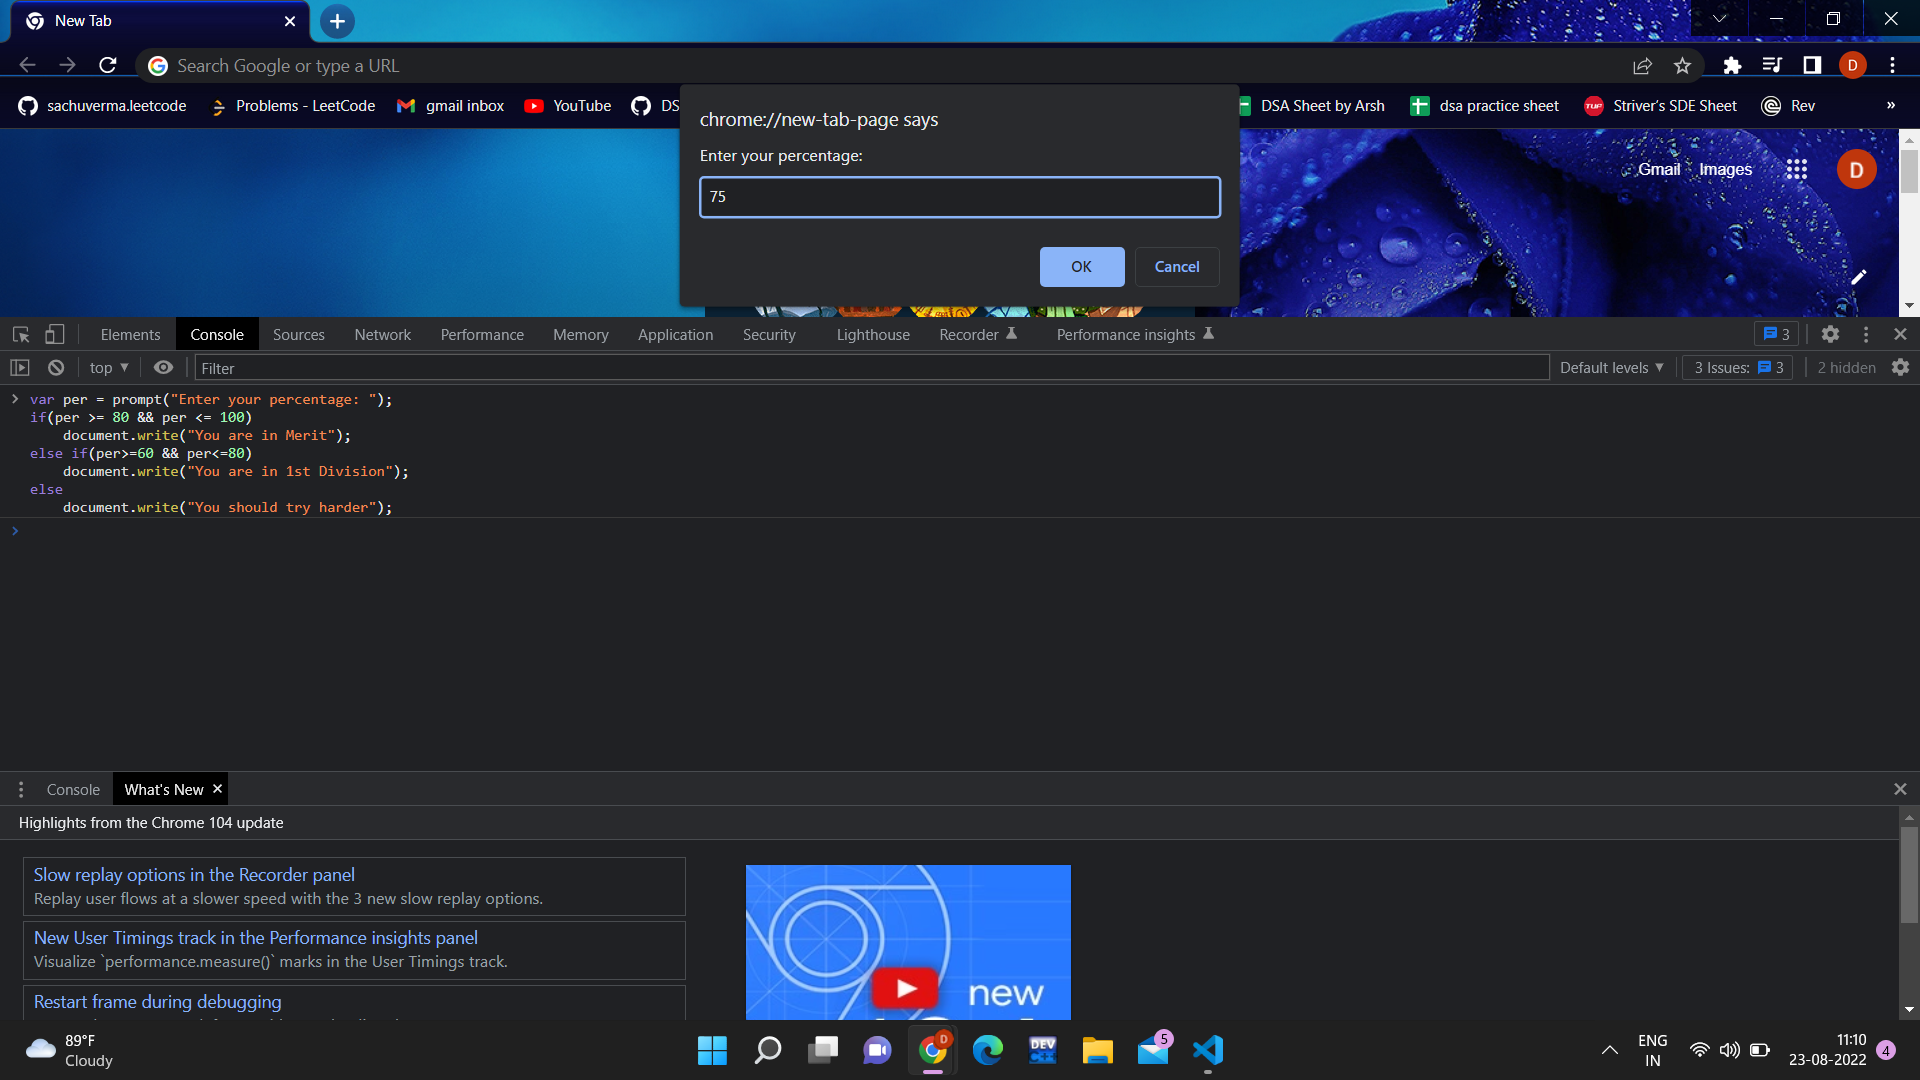 New Tab
Search Google or type a URL
D
sachuverma.leetcode
Problems - LeetCode
gmail inbox
YouTube
DS
DSA Sheet by Arsh
dsa practice sheet
TUF
Striver's SDE Sheet
Rev
»
chrome://new-tab-page says
Enter your percentage:
75
OK
Cancel
Gmail
Images
D
Elements
Console
Sources
Network
Performance
Memory
Application
Security
Lighthouse
Recorder
Performance insights
3
top
Filter
Default levels
3 Issues:
3
2 hidden
var per = prompt("Enter your percentage: ");
if(per >= 80 && per <= 100)
document.write("You are in Merit");
else if(per>=60 && per<=80)
document.write("You are in 1st Division");
else
document.write("You should try harder");
Console
What's New
Highlights from the Chrome 104 update
Slow replay options in the Recorder panel
Replay user flows at a slower speed with the 3 new slow replay options.
New User Timings track in the Performance insights panel
Visualize `performance.measure()` marks in the User Timings track.
Restart frame during debugging
new
89°F
Cloudy
D
DEV
C++
5
ENG
IN
11:10
23-08-2022
4